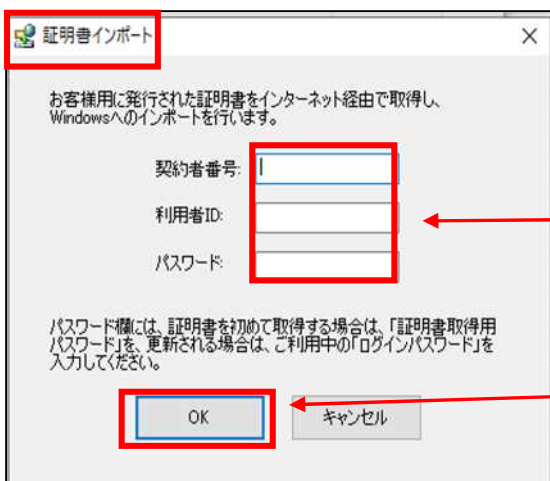 証明書インポート
お客様用に発行された証明書をインターネット経由で取得し、
Windowsへのインポートを行います。
契約者番号:
利用者ID:
パスワード:
パスワード欄には、証明書を初めて取得する場合は、「証明書取得用
パスワード」を、更新される場合は、ご利用中の「ログインパスワード」を
入力してください。
OK
キャンセル